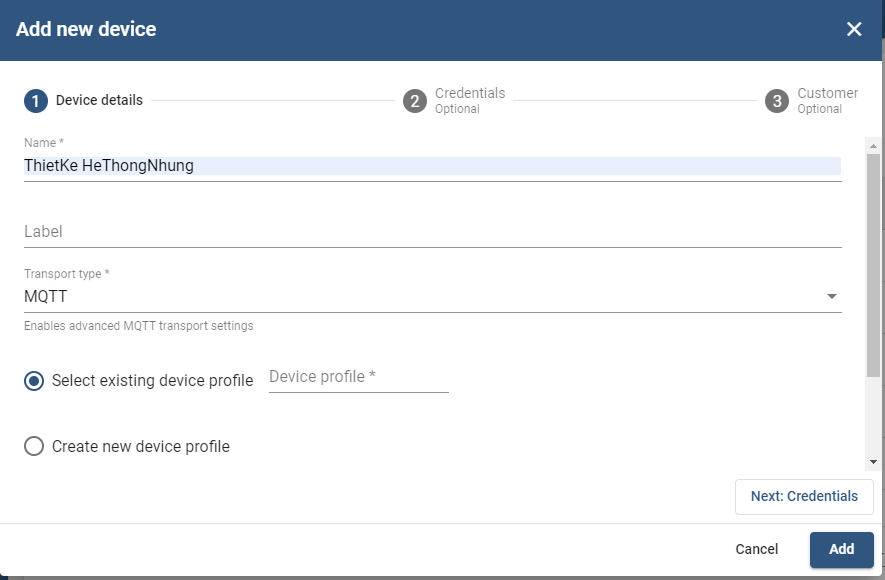 Add new device
1 Device details
2 Credentials
Optional
3 Customer
Optional
Name *
ThietKe HeThongNhung
Label
Transport type *
MQTT
Enables advanced MQTT transport settings
Select existing device profile
Device profile *
Create new device profile
Next: Credentials
Cancel
Add